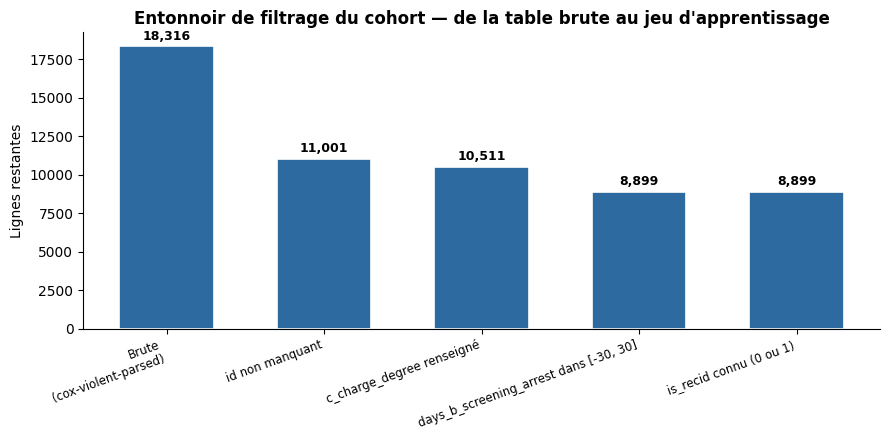 Entonnoir de filtrage du cohort — de la table brute au jeu d'apprentissage
Lignes restantes
17500
15000
12500
10000
7500
5000
2500
0
18,316
11,001
10,511
8,899
8,899
Brute
(cox-violent-parsed)
id non manquant
c_charge_degree renseigné
days_b_screening_arrest dans [-30, 30]
is_recid connu (0 ou 1)